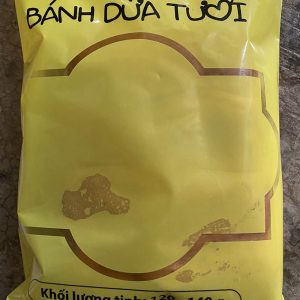 BÁNH DỪA TƯƠI
Khối lượng tịnh: